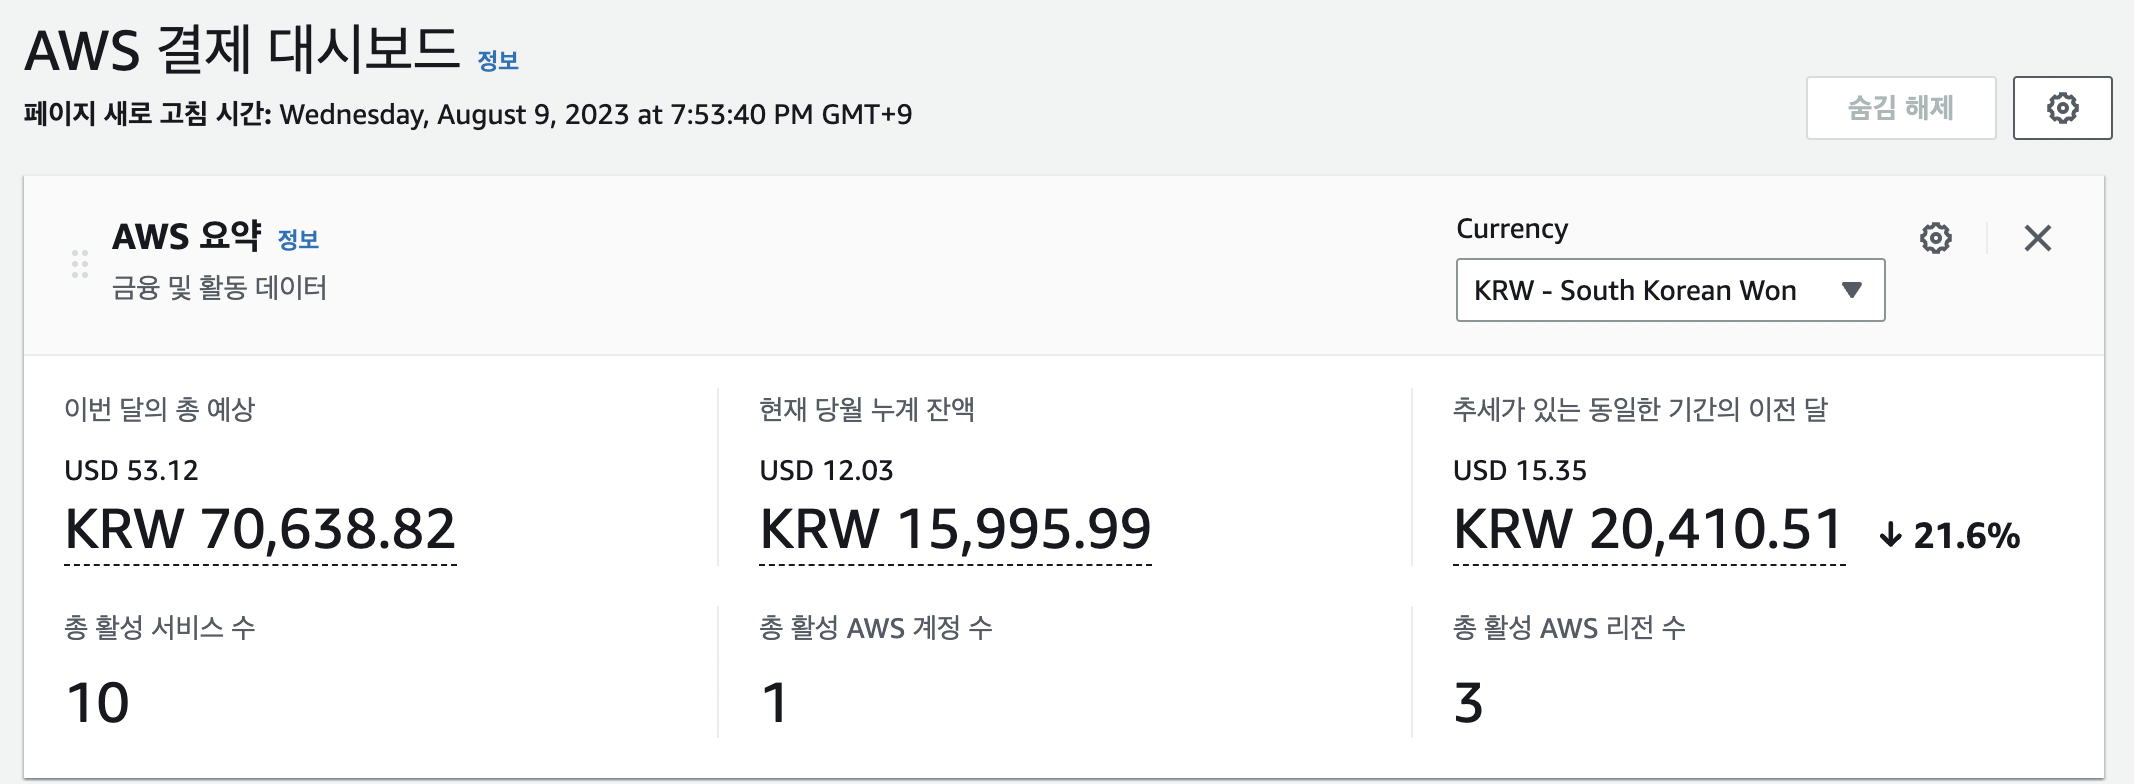 AWS 결제 대시보드 정보
페이지 새로 고침 시간: Wednesday, August 9, 2023 at 7:53:40 PM GMT+9
숨김 해제
AWS 요약 정보
금융 및 활동 데이터
Currency
KRW - South Korean Won
이번 달의 총 예상
USD 53.12
KRW 70,638.82
현재 당월 누계 잔액
USD 12.03
KRW 15,995.99
추세가 있는 동일한 기간의 이전 달
USD 15.35
KRW 20,410.51 ↓ 21.6%
총 활성 서비스 수
10
총 활성 AWS 계정 수
1
총 활성 AWS 리전 수
3